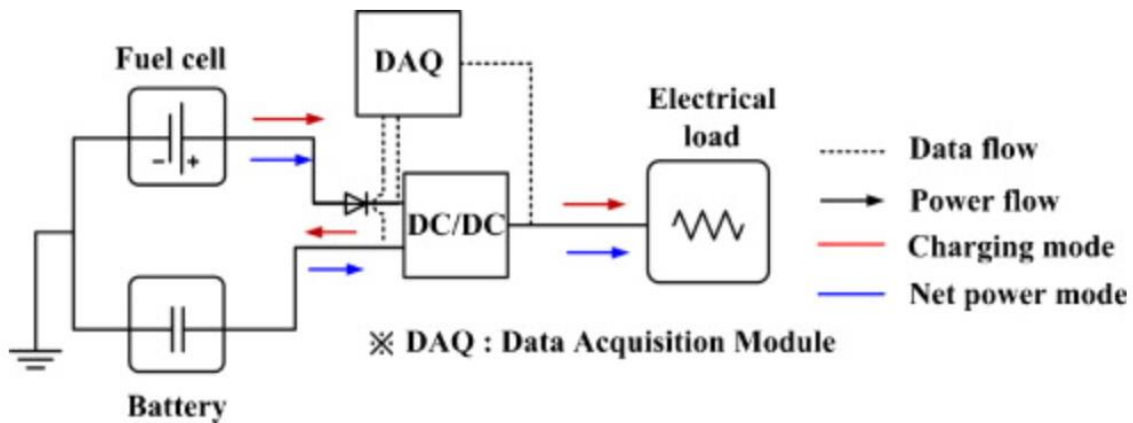 DAQ
Fuel cell
Electrical
load
- +
DC/DC
Data flow
Power flow
Charging mode
Net power mode
※ DAQ : Data Acquisition Module
Battery